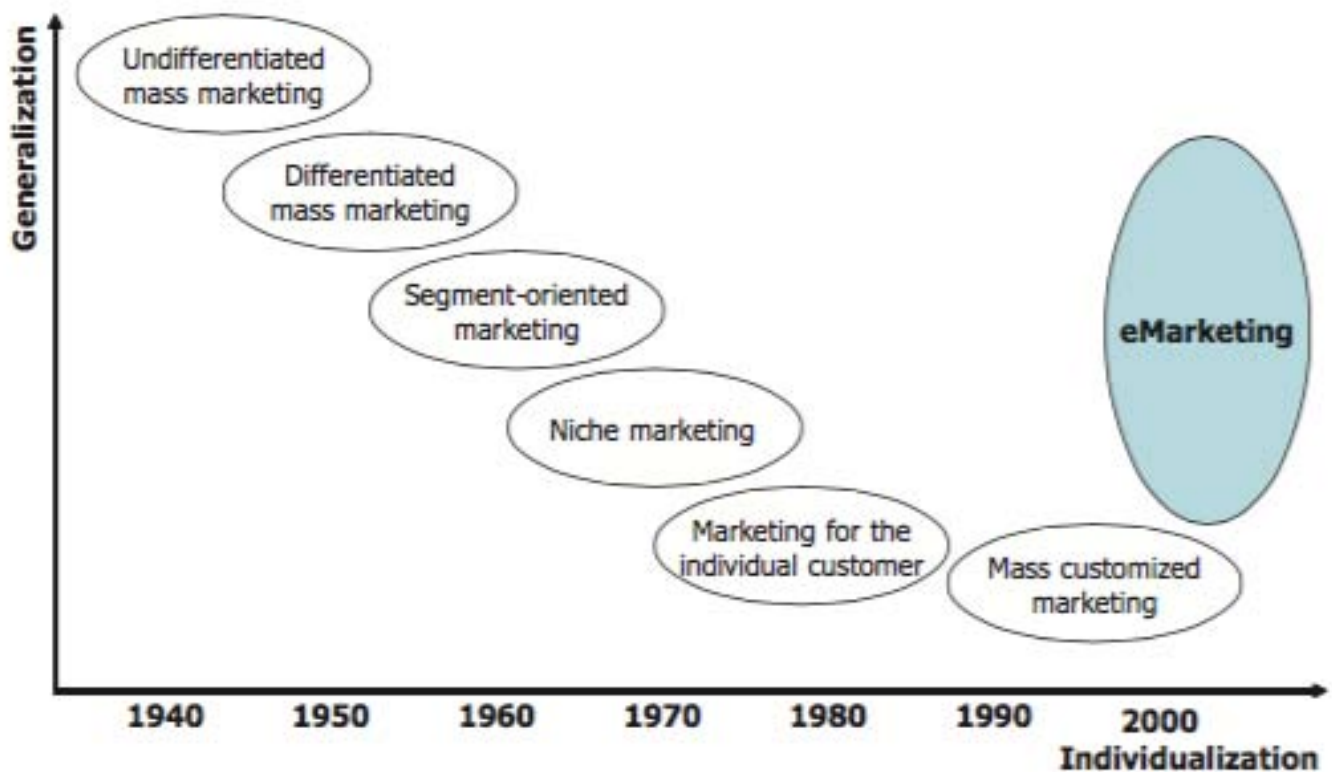 Generalization
Undifferentiated
mass marketing
Differentiated
mass marketing
Segment-oriented
marketing
Niche marketing
Marketing for the
individual customer
Mass customized
marketing
eMarketing
1940 1950 1960 1970 1980 1990 2000
Individualization